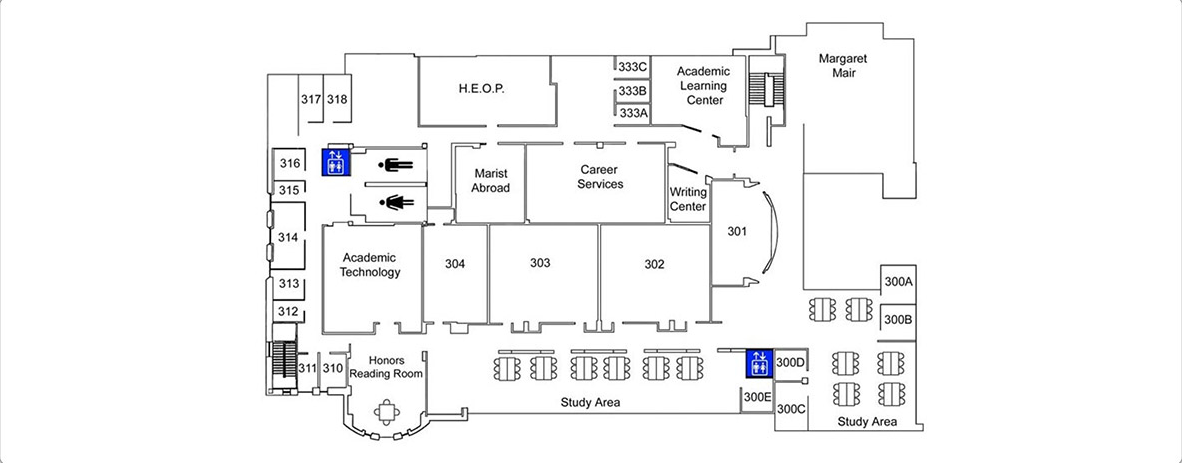 Margaret
Mair
333C
H.E.O.P.
333B
333A
Academic
Learning
Center
317
318
316
315
314
313
312
Marist
Abroad
Career
Services
Writing
Center
301
Academic
Technology
304
303
302
300A
300B
311
310
Honors
Reading Room
300D
300E
300C
Study Area
Study Area